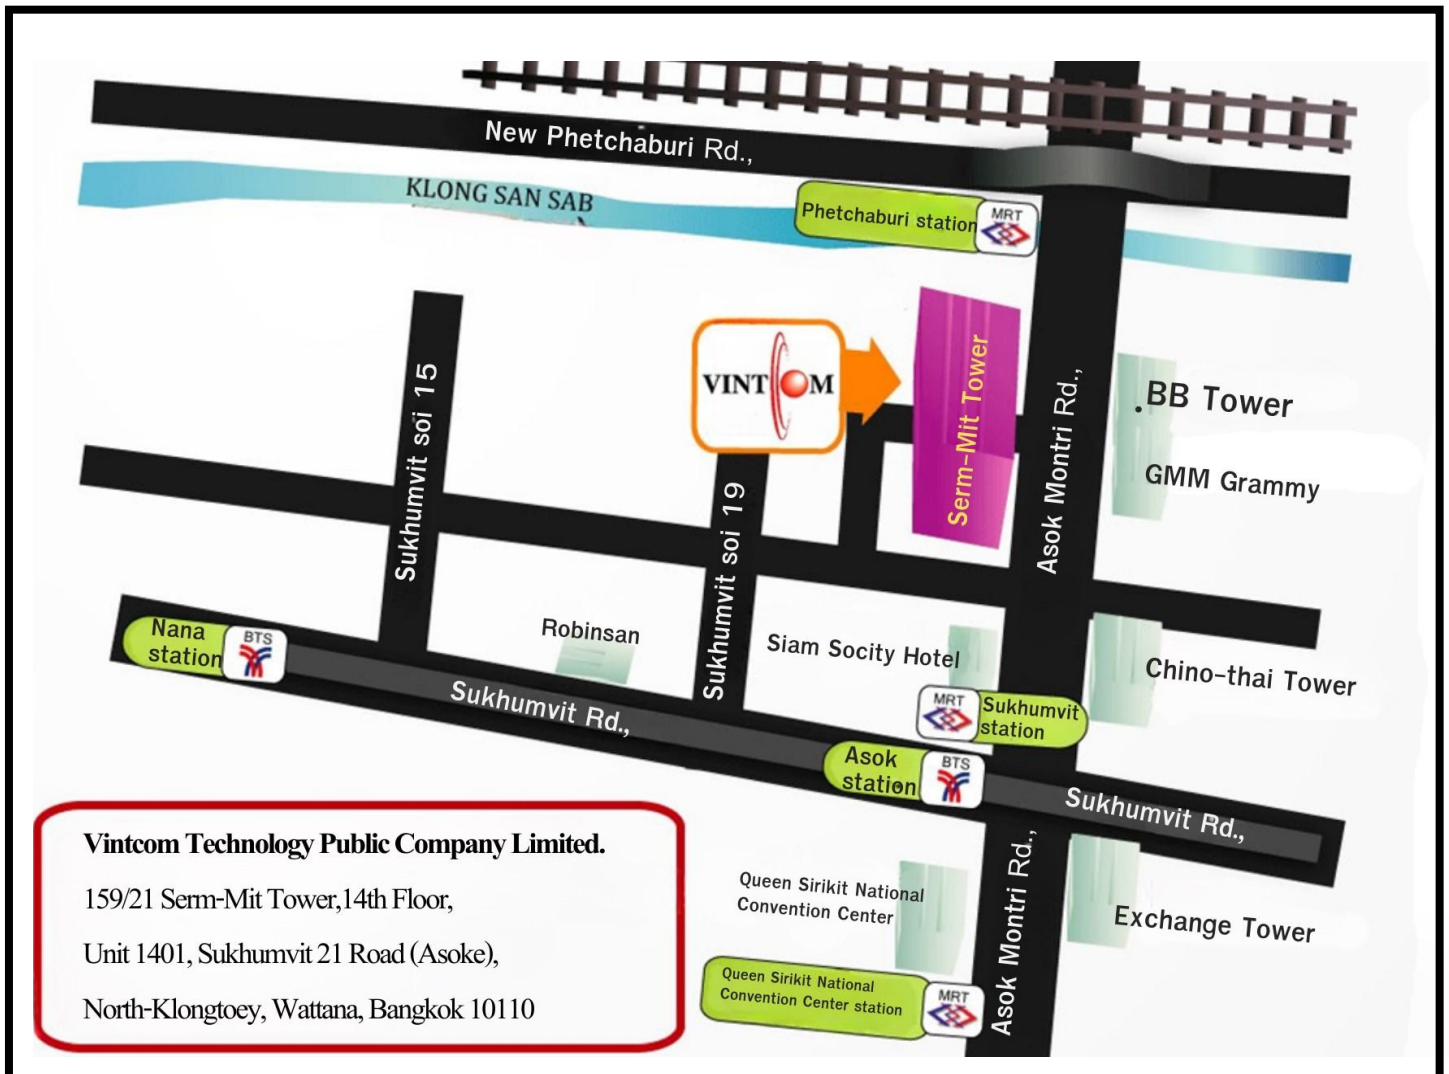 New Phetchaburi Rd.,
KLONG SAN SAB
Phetchaburi station
MRT
VINTCOM
Serm-Mit Tower
Asok Montri Rd.,
BB Tower
GMM Grammy
Sukhumvit soi 15
Sukhumvit soi 19
Nana
station
BTS
Robinsan
Siam Socity Hotel
Chino-thai Tower
MRT
Sukhumvit
station
Sukhumvit Rd.,
Asok
station
BTS
Sukhumvit Rd.,
Vintcom Technology Public Company Limited.
159/21 Serm-Mit Tower,14th Floor,
Unit 1401, Sukhumvit 21 Road (Asoke),
North-Klongtoey, Wattana, Bangkok 10110
Queen Sirikit National
Convention Center
Asok Montri Rd.,
Exchange Tower
Queen Sirikit National
Convention Center station
MRT